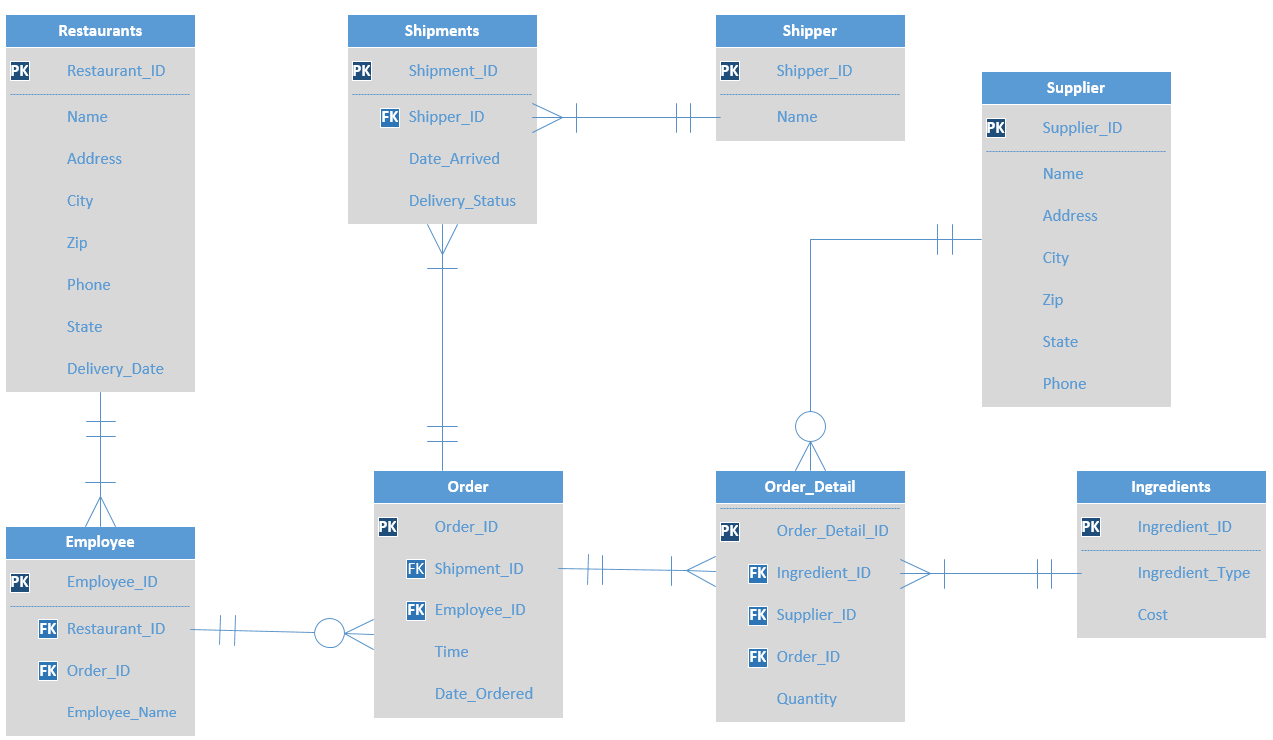 Restaurants
PK Restaurant_ID
Name
Address
City
Zip
Phone
State
Delivery_Date
Shipments
PK Shipment_ID
FK Shipper_ID
Date_Arrived
Delivery_Status
Shipper
PK Shipper_ID
Name
Supplier
PK Supplier_ID
Name
Address
City
Zip
State
Phone
Employee
PK Employee_ID
FK Restaurant_ID
FK Order_ID
Employee_Name
Order
PK Order_ID
FK Shipment_ID
FK Employee_ID
Time
Date_Ordered
Order_Detail
PK Order_Detail_ID
FK Ingredient_ID
FK Supplier_ID
FK Order_ID
Quantity
Ingredients
PK Ingredient_ID
Ingredient_Type
Cost